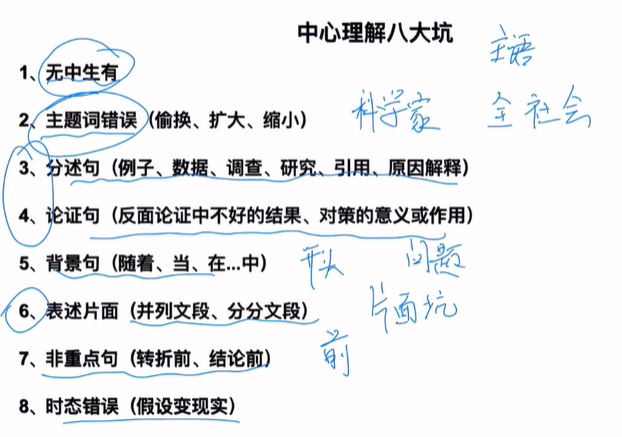 中心理解八大坑
主语
1、无中生有
2、主题词错误（偷换、扩大、缩小）
科学家 全社会
3、分述句（例子、数据、调查、研究、引用、原因解释）
4、论证句（反面论证中不好的结果、对策的意义或作用）
5、背景句（随着、当、在...中）
开头 问题
6、表述片面（并列文段、分分文段）
片面坑
7、非重点句（转折前、结论前）
前
8、时态错误（假设变现实）